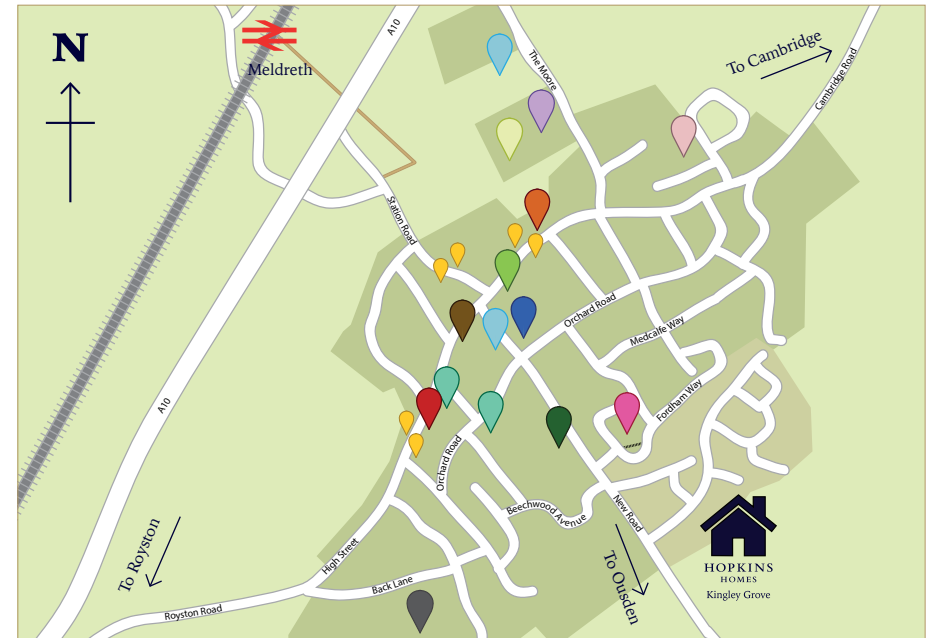 N
Meldreth
A10
The Moore
To Cambridge
Cambridge Road
Station Road
Orchard Road
Medcalfe Way
Fordham Way
A10
Orchard Road
Beechwood Avenue
New Road
To Royston
High Street
Back Lane
Royston Road
To Ousden
HOPKINS
HOMES
Kingley Grove